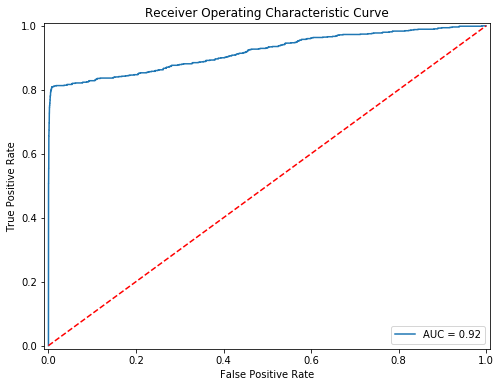 Receiver Operating Characteristic Curve
True Positive Rate
1.0
0.8
0.6
0.4
0.2
0.0
AUC = 0.92
0.0 0.2 0.4 0.6 0.8 1.0
False Positive Rate